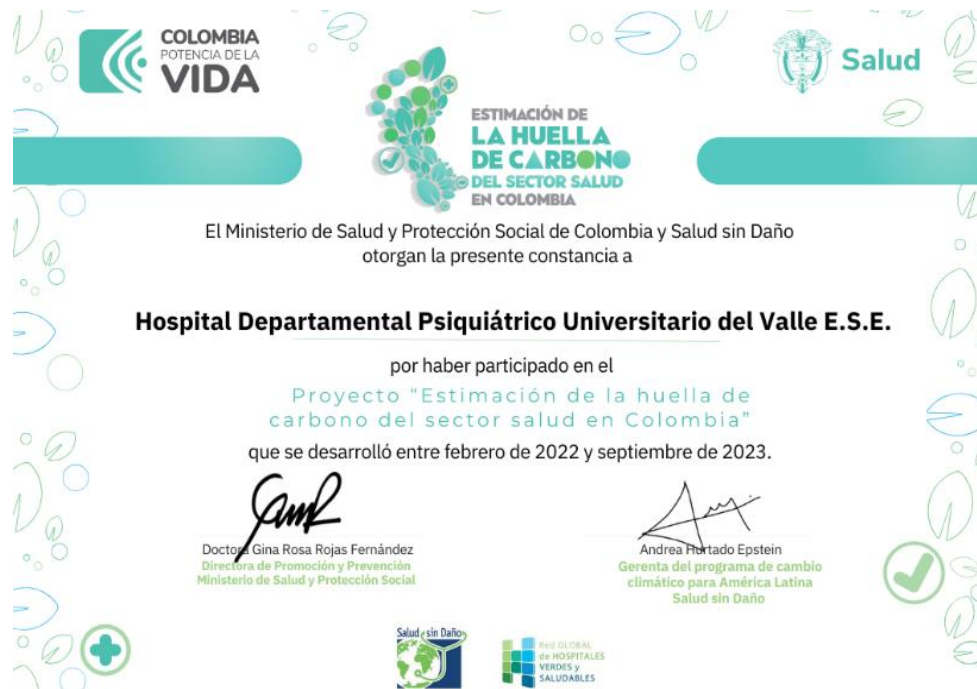 COLOMBIA
POTENCIA DE LA
VIDA
Salud
ESTIMACIÓN DE
LA HUELLA
DE CARBONO
DEL SECTOR SALUD
EN COLOMBIA
El Ministerio de Salud y Protección Social de Colombia y Salud sin Daño
otorgan la presente constancia a
Hospital Departamental Psiquiátrico Universitario del Valle E.S.E.
por haber participado en el
Proyecto "Estimación de la huella de
carbono del sector salud en Colombia"
que se desarrolló entre febrero de 2022 y septiembre de 2023.
Doctora Gina Rosa Rojas Fernández
Directora de Promoción y Prevención
Ministerio de Salud y Protección Social
Andrea Hurtado Epstein
Gerenta del programa de cambio
climático para América Latina
Salud sin Daño
Salud sin Daño
Red GLOBAL
de HOSPITALES
VERDES y
SALUDABLES